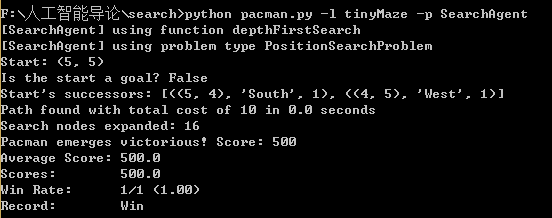 F:\人工智能导论\search>python pacman.py -l tinyMaze -p SearchAgent
[SearchAgent] using function depthFirstSearch
[SearchAgent] using problem type PositionSearchProblem
Start: (5, 5)
Is the start a goal? False
Start's successors: [((5, 4), 'South', 1), ((4, 5), 'West', 1)]
Path found with total cost of 10 in 0.0 seconds
Search nodes expanded: 16
Pacman emerges victorious! Score: 500
Average Score: 500.0
Scores:        500.0
Win Rate:      1/1 (1.00)
Record:        Win